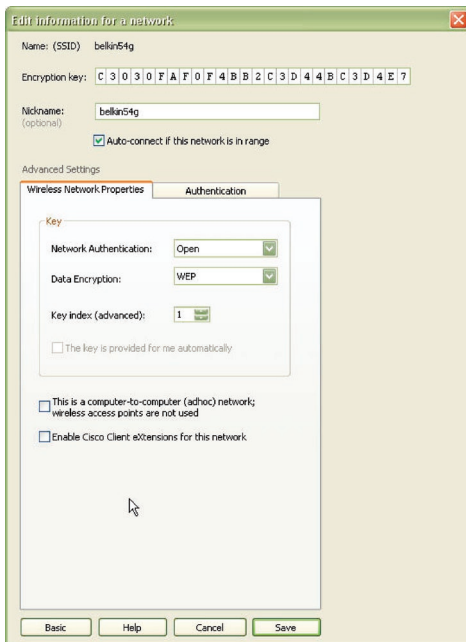 Edit information for a network
Name: (SSID) belkin54g
Encryption key: C 3 0 3 0 F A F 0 F 4 B B 2 C 3 D 4 4 B C 3 D 4 E 7
Nickname: belkin54g
(optional)
Auto-connect if this network is in range
Advanced Settings
Wireless Network Properties Authentication
Key
Network Authentication: Open
Data Encryption: WEP
Key index (advanced): 1
The key is provided for me automatically
This is a computer-to-computer (adhoc) network;
wireless access points are not used
Enable Cisco Client eXtensions for this network
Basic Help Cancel Save